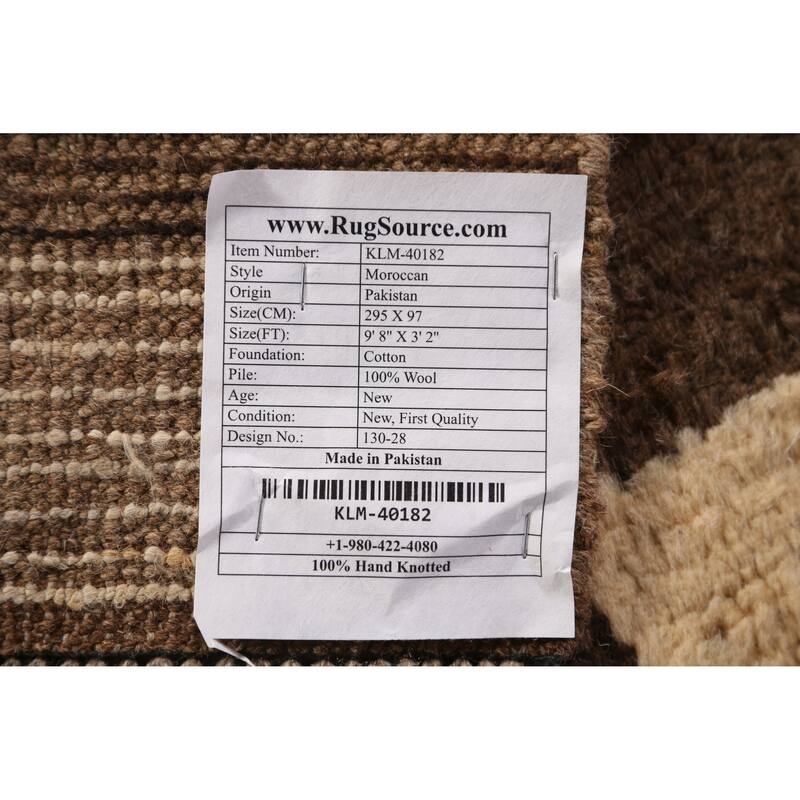 www.RugSource.com
Item Number: KLM-40182
Style Moroccan
Origin Pakistan
Size(CM): 295 X 97
Size(FT): 9' 8" X 3' 2"
Foundation: Cotton
Pile: 100% Wool
Age: New
Condition: New, First Quality
Design No.: 130-28
Made in Pakistan
KLM-40182
+1-980-422-4080
100% Hand Knotted